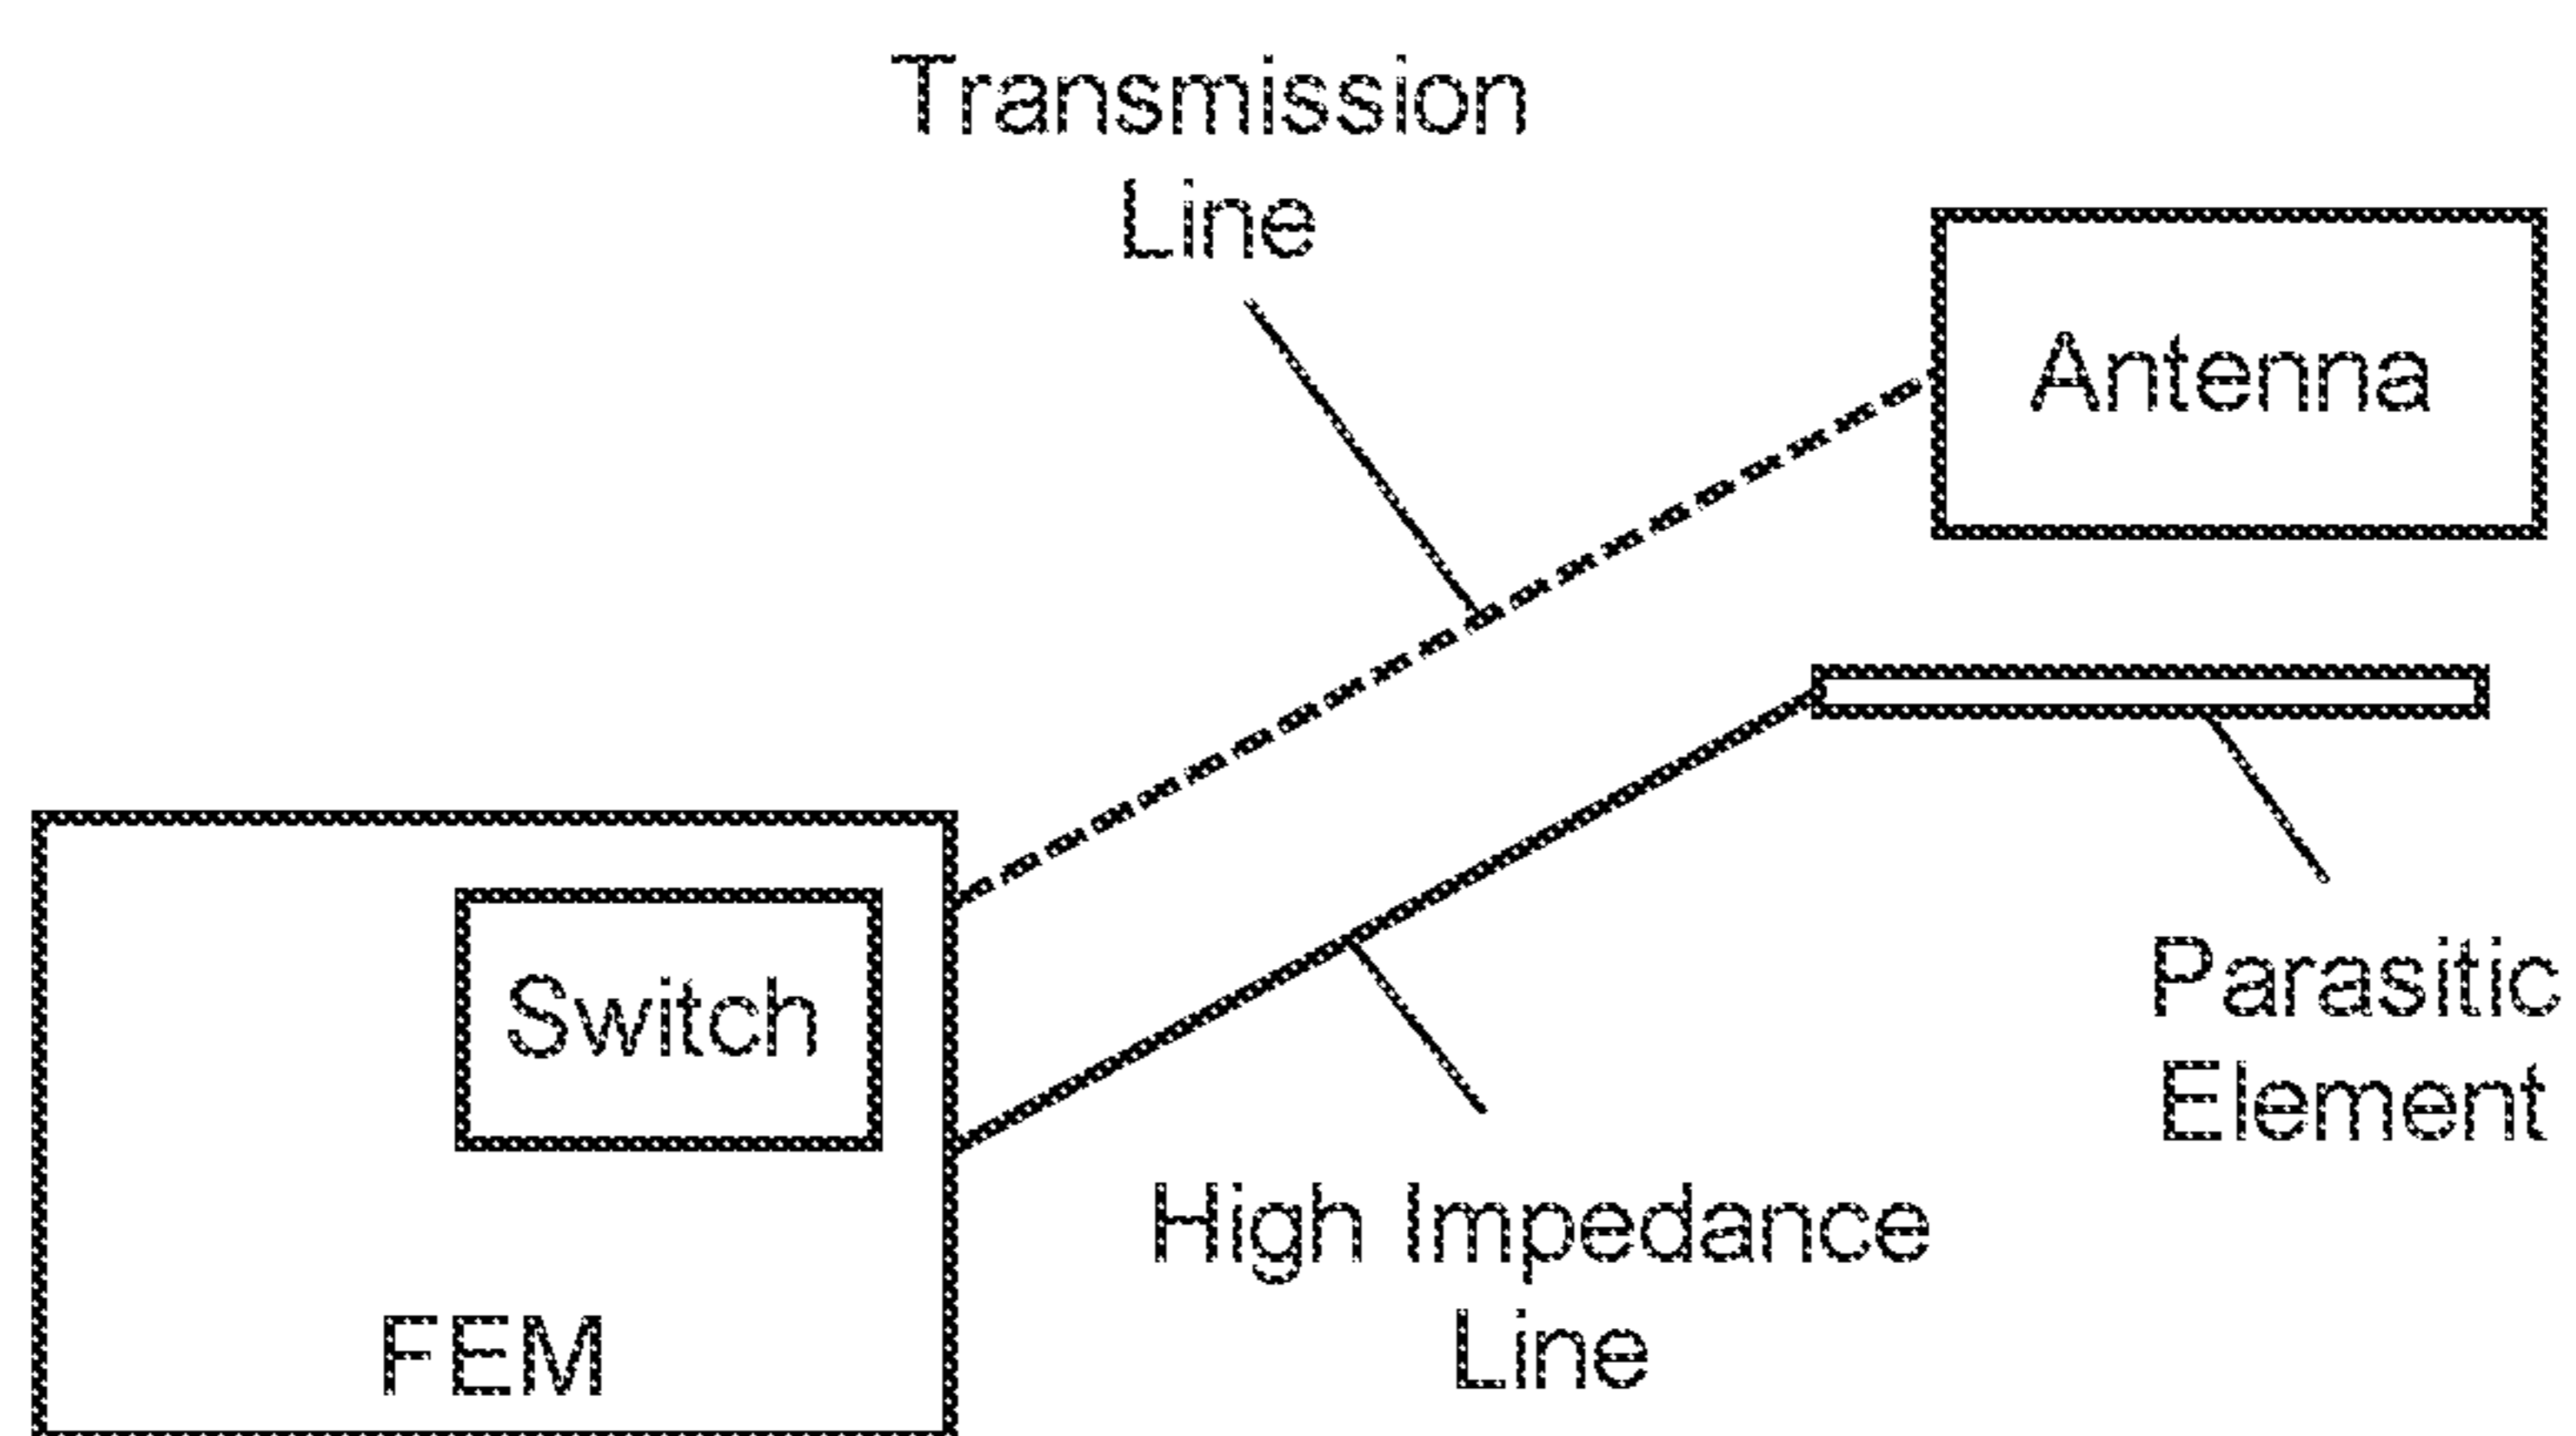 Transmission
Line
Antenna
Switch
Parasitic
Element
High Impedance
Line
FEM